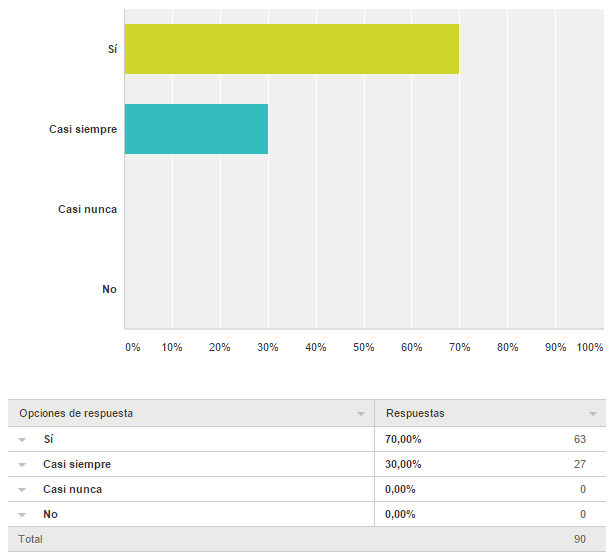 Sí
Casi siempre
Casi nunca
No
0% 10% 20% 30% 40% 50% 60% 70% 80% 90% 100%
Opciones de respuesta Respuestas
Sí 70,00% 63
Casi siempre 30,00% 27
Casi nunca 0,00% 0
No 0,00% 0
Total 90